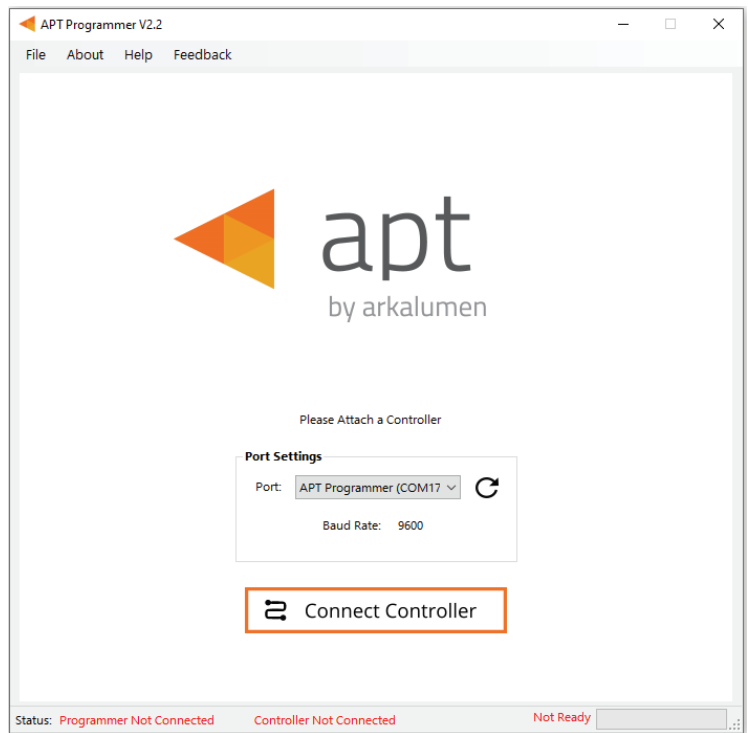 APT Programmer V2.2
File About Help Feedback
apt
by arkalumen
Please Attach a Controller
Port Settings
Port: APT Programmer (COM17
Baud Rate: 9600
Connect Controller
Status: Programmer Not Connected Controller Not Connected Not Ready